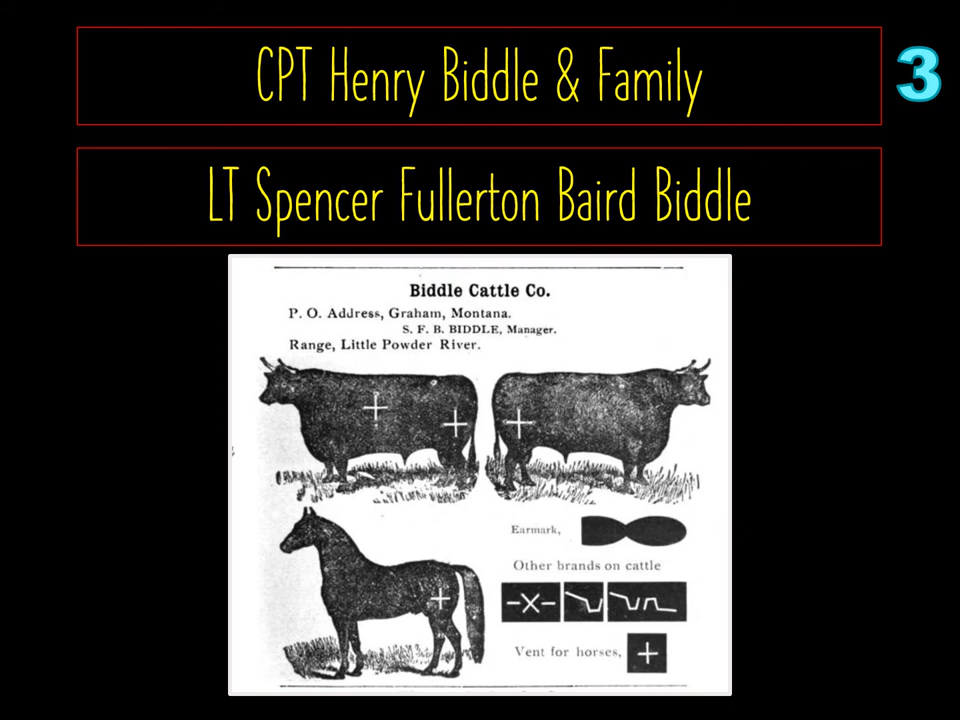 CPT Henry Biddle & Family
3
LT Spencer Fullerton Baird Biddle
Biddle Cattle Co.
P. O. Address, Graham, Montana.
S. F. B. BIDDLE, Manager.
Range, Little Powder River.
Earmark,
Other brands on cattle
-X-
Vent for horses,